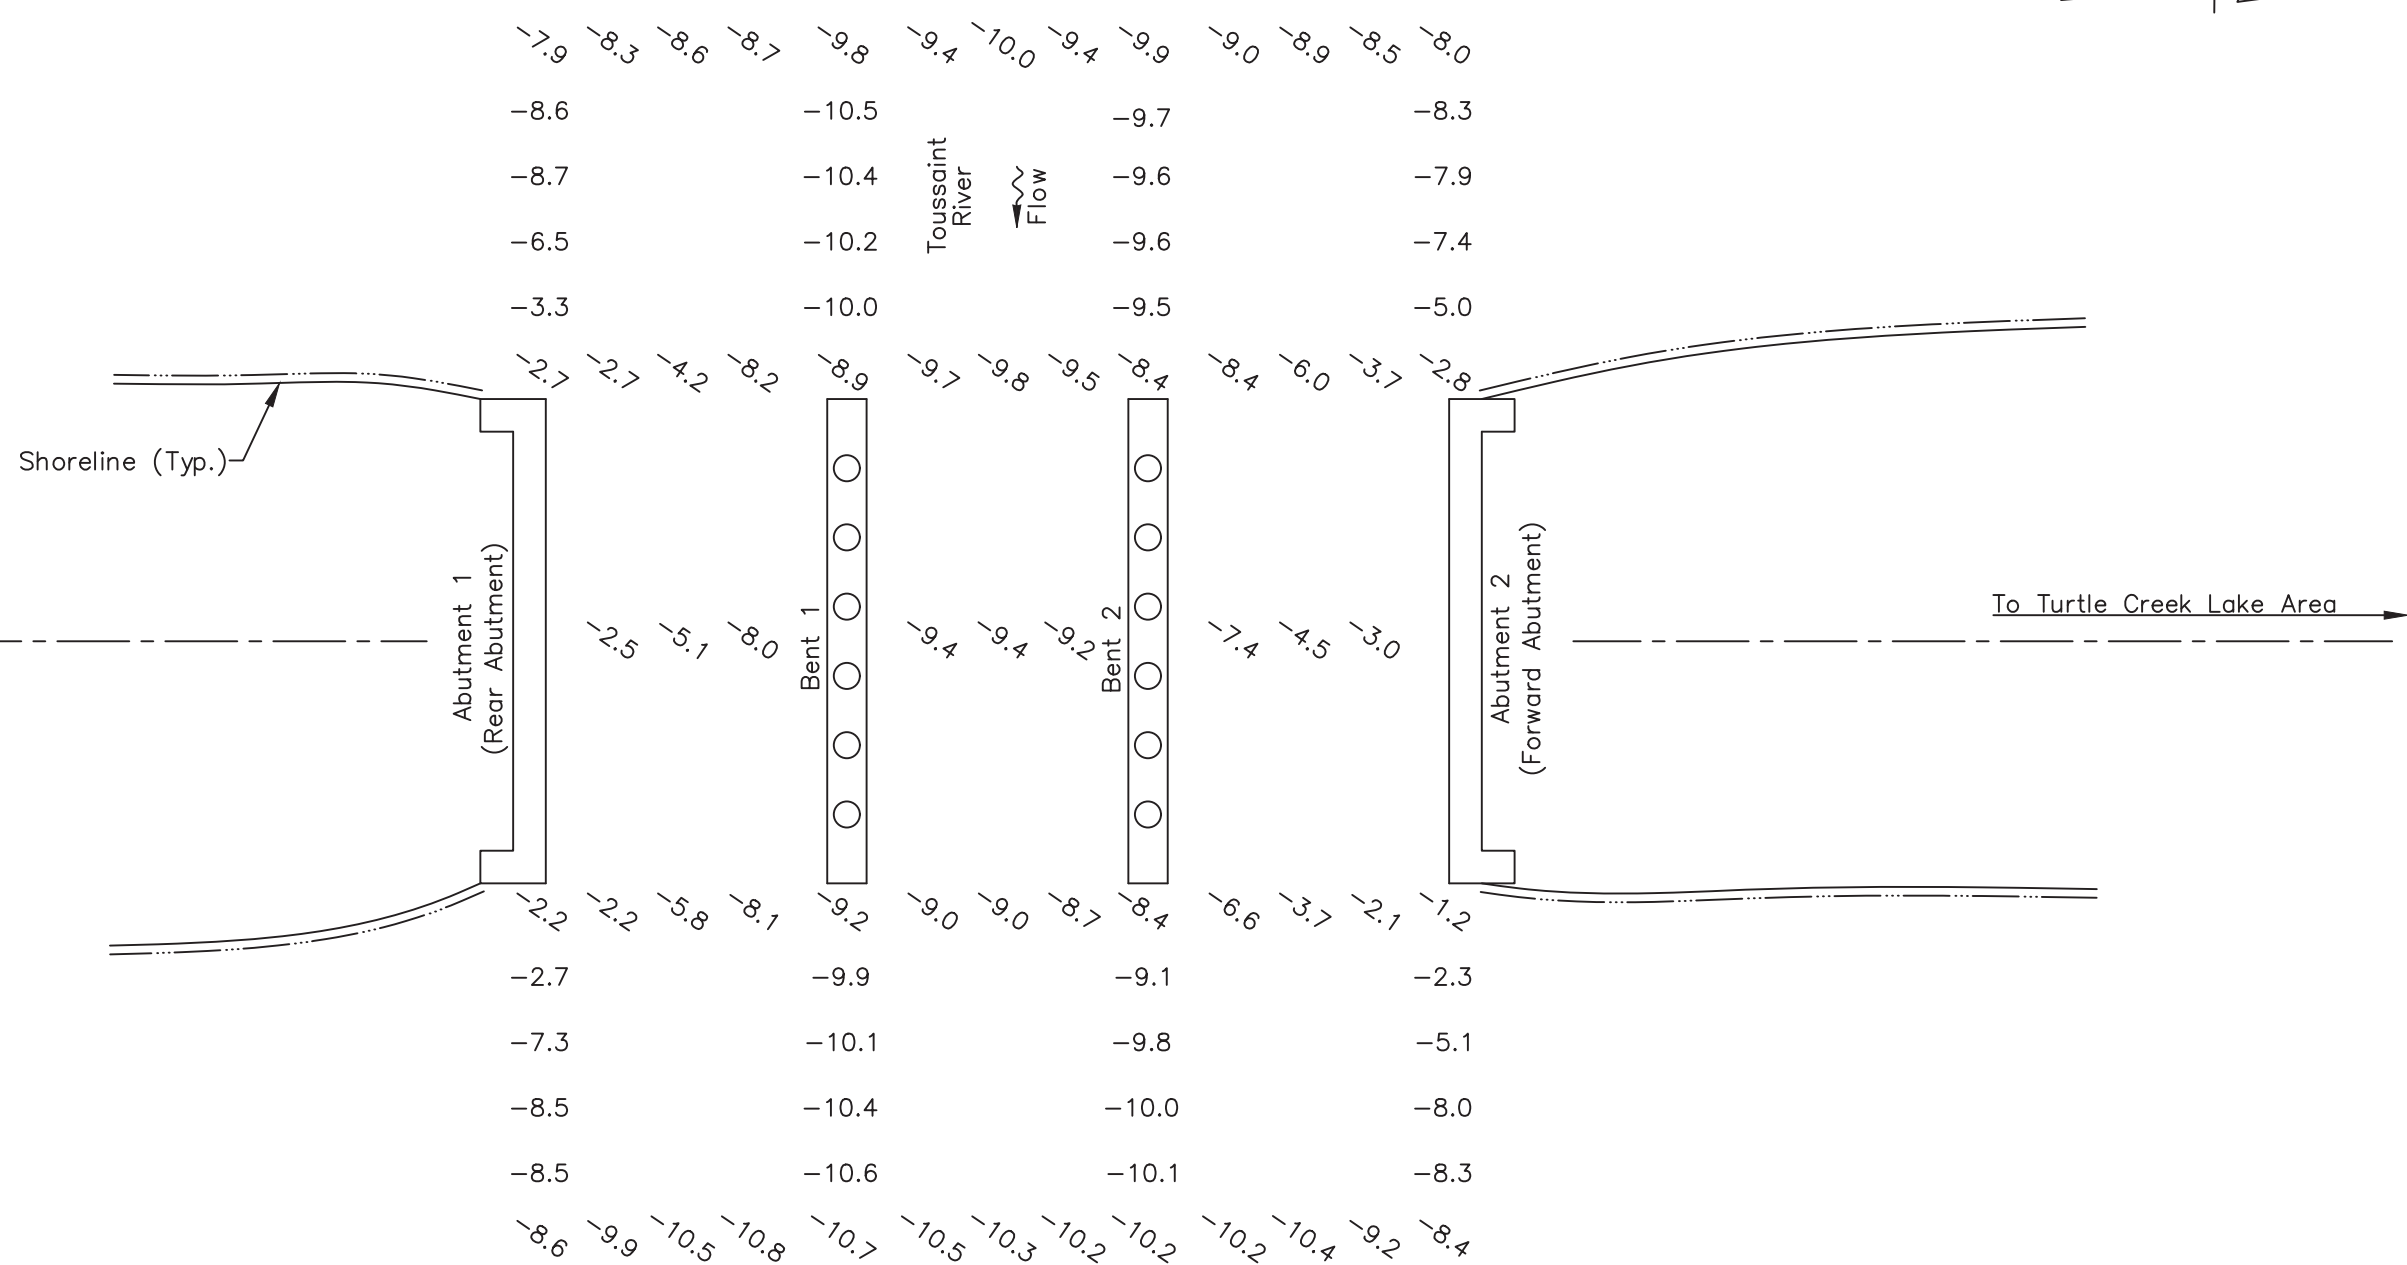 -7.9 -8.3 -8.6 -8.7 -9.8 -9.4 -10.0 -9.4 -9.9 -9.0 -8.9 -8.5 -8.0
-8.6 -10.5 -9.7 -8.3
-8.7 -10.4 -9.6 -7.9
-6.5 -10.2 -9.6 -7.4
-3.3 -10.0 -9.5 -5.0
Toussaint
River
Flow
-2.7 -2.7 -4.2 -8.2 -8.9 -9.7 -9.8 -9.5 -8.4 -8.4 -6.0 -3.7 -2.8
Shoreline (Typ.)
Abutment 1
(Rear Abutment)
-2.5 -5.1 -8.0
Bent 1
-9.4 -9.4 -9.2
Bent 2
-7.4 -4.5 -3.0
Abutment 2
(Forward Abutment)
To Turtle Creek Lake Area
-2.2 -2.2 -5.8 -8.1 -9.2 -9.0 -9.0 -8.7 -8.4 -6.6 -3.7 -2.1 -1.2
-2.7 -9.9 -9.1 -2.3
-7.3 -10.1 -9.8 -5.1
-8.5 -10.4 -10.0 -8.0
-8.5 -10.6 -10.1 -8.3
-8.6 -9.9 -10.5 -10.8 -10.7 -10.5 -10.3 -10.2 -10.2 -10.2 -10.4 -9.2 -8.4